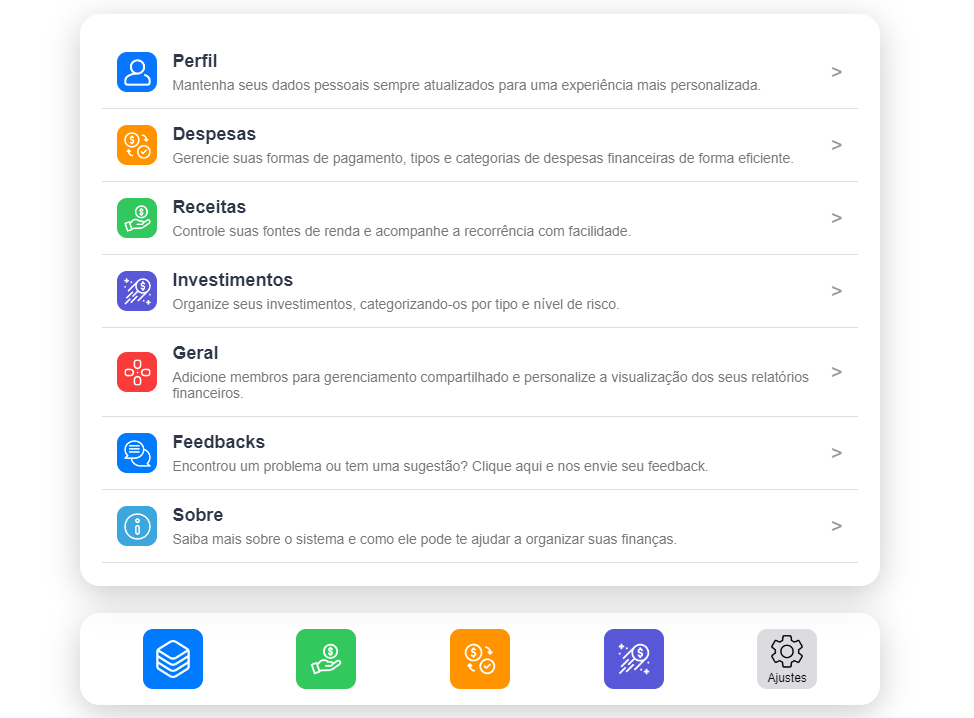 Perfil
Mantenha seus dados pessoais sempre atualizados para uma experiência mais personalizada.
>
Despesas
Gerencie suas formas de pagamento, tipos e categorias de despesas financeiras de forma eficiente.
>
Receitas
Controle suas fontes de renda e acompanhe a recorrência com facilidade.
>
Investimentos
Organize seus investimentos, categorizando-os por tipo e nível de risco.
>
Geral
Adicione membros para gerenciamento compartilhado e personalize a visualização dos seus relatórios
financeiros.
>
Feedbacks
Encontrou um problema ou tem uma sugestão? Clique aqui e nos envie seu feedback.
>
Sobre
Saiba mais sobre o sistema e como ele pode te ajudar a organizar suas finanças.
>
Ajustes